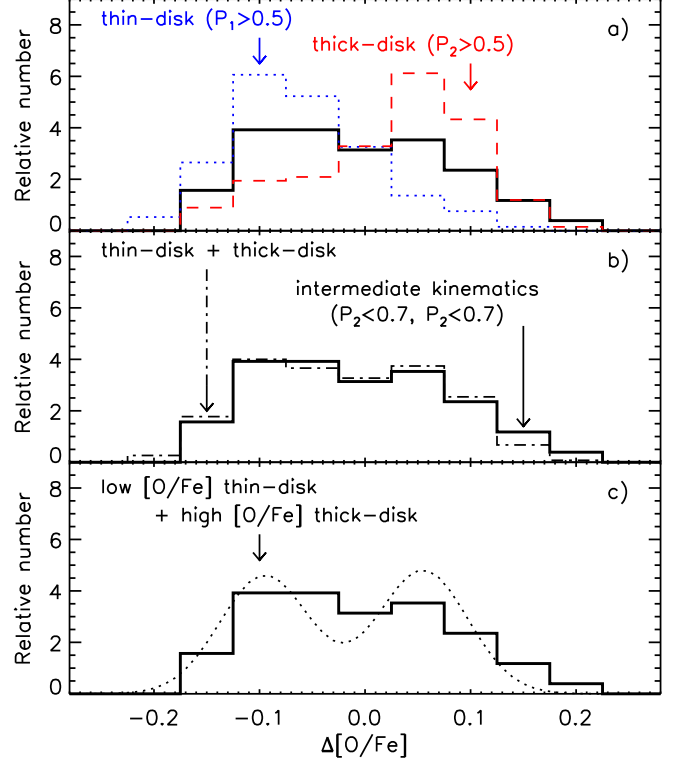 thin-disk (P₁>0.5)
thick-disk (P₂>0.5)
a)
8
6
4
2
0
Relative number
thin-disk + thick-disk
b)
intermediate kinematics
(P₂<0.7, P₂<0.7)
8
6
4
2
0
Relative number
low [O/Fe] thin-disk
+ high [O/Fe] thick-disk
c)
8
6
4
2
0
Relative number
-0.2 -0.1 0.0 0.1 0.2
Δ[O/Fe]